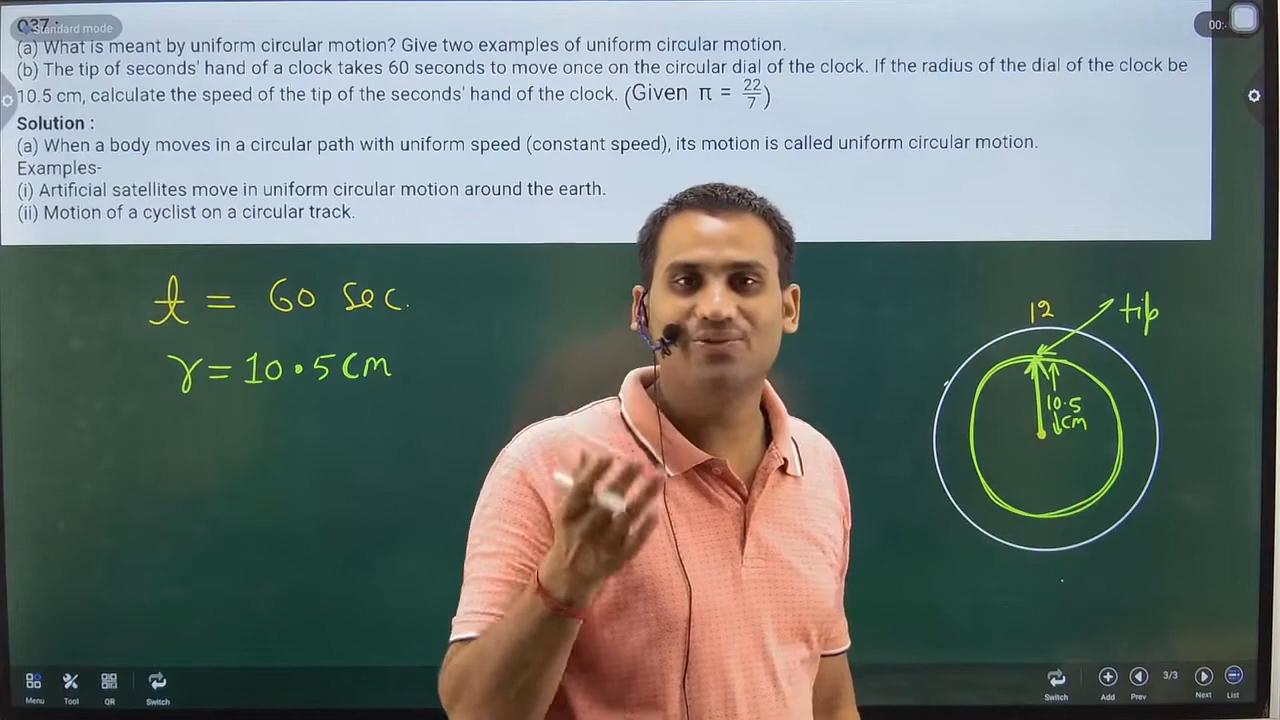 Q37 :
Standard mode
00:
(a) What is meant by uniform circular motion? Give two examples of uniform circular motion.
(b) The tip of seconds' hand of a clock takes 60 seconds to move once on the circular dial of the clock. If the radius of the dial of the clock be
10.5 cm, calculate the speed of the tip of the seconds' hand of the clock. (Given π = 22/7)
Solution :
(a) When a body moves in a circular path with uniform speed (constant speed), its motion is called uniform circular motion.
Examples-
(i) Artificial satellites move in uniform circular motion around the earth.
(ii) Motion of a cyclist on a circular track.
t = 60 sec.
r = 10.5 cm
12
tip
10.5
cm
Menu Tool QR Switch
Switch Add Prev 3/3 Next List